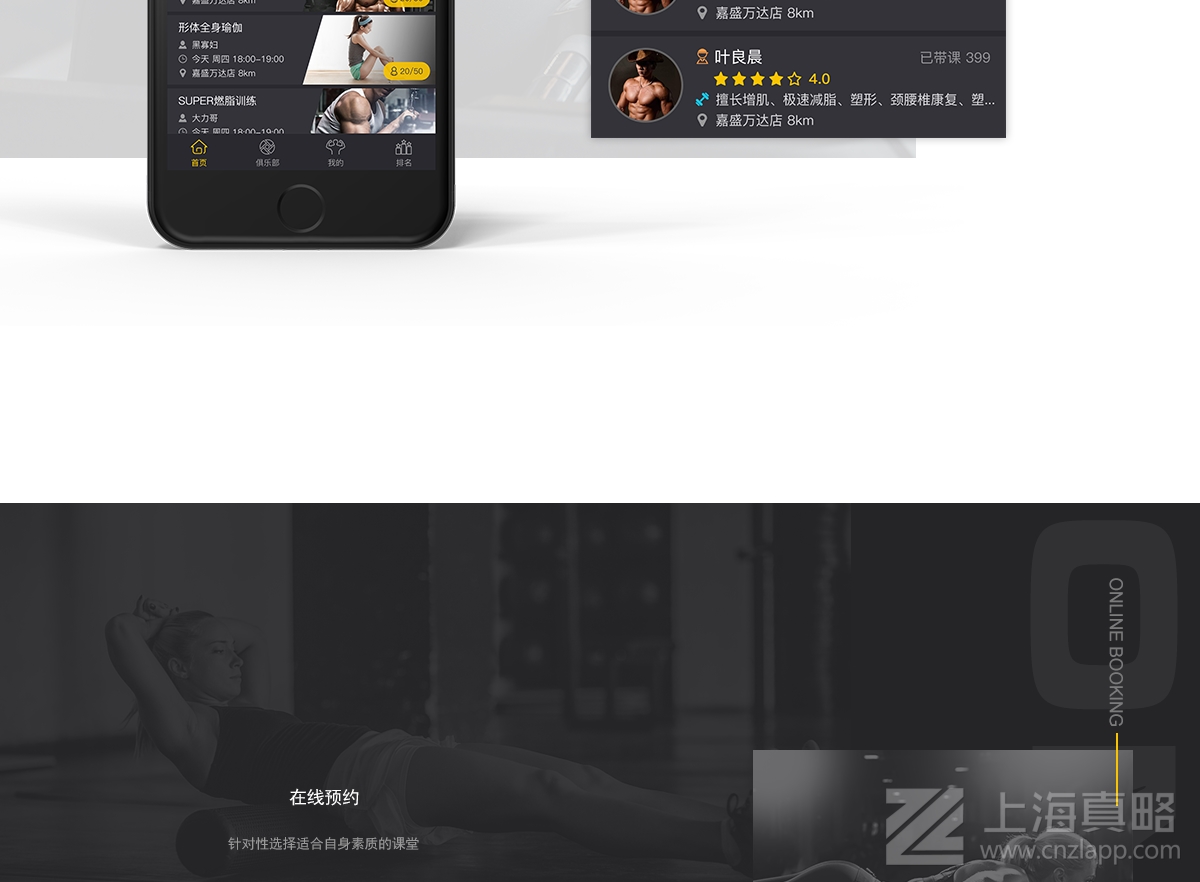 嘉盛万达店 8km
形体全身瑜伽
黑寡妇
今天 周四 18:00-19:00
嘉盛万达店 8km
20/50
SUPER燃脂训练
大力哥
今天 周四 18:00-19:00
首页
俱乐部
我的
排名
嘉盛万达店 8km
叶良晨
已带课 399
4.0
擅长增肌、极速减脂、塑形、颈腰椎康复、塑...
嘉盛万达店 8km
ONLINE BOOKING
在线预约
针对性选择适合自身素质的课堂
上海真略
www.cnzlapp.com